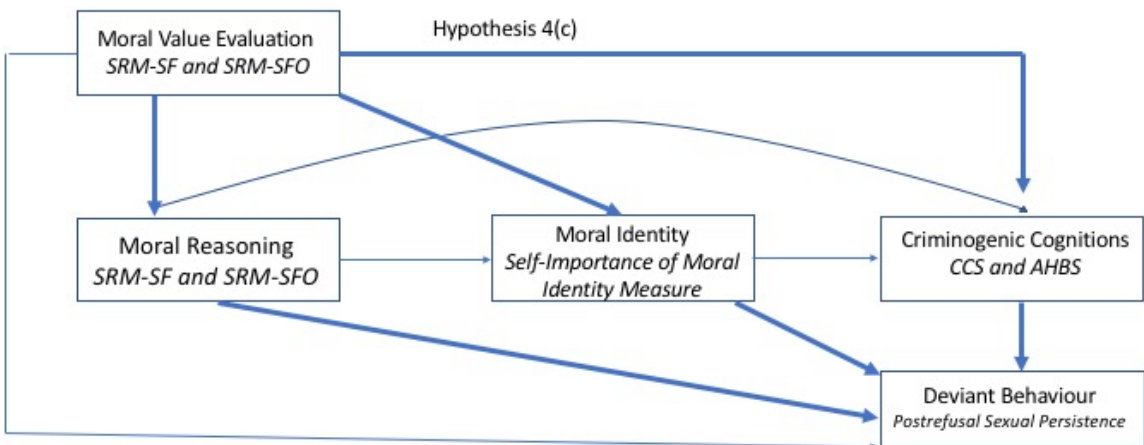 Hypothesis 4(c)
Moral Value Evaluation
SRM-SF and SRM-SFO
Moral Reasoning
SRM-SF and SRM-SFO
Moral Identity
Self-Importance of Moral
Identity Measure
Criminogenic Cognitions
CCS and AHBS
Deviant Behaviour
Postrefusal Sexual Persistence